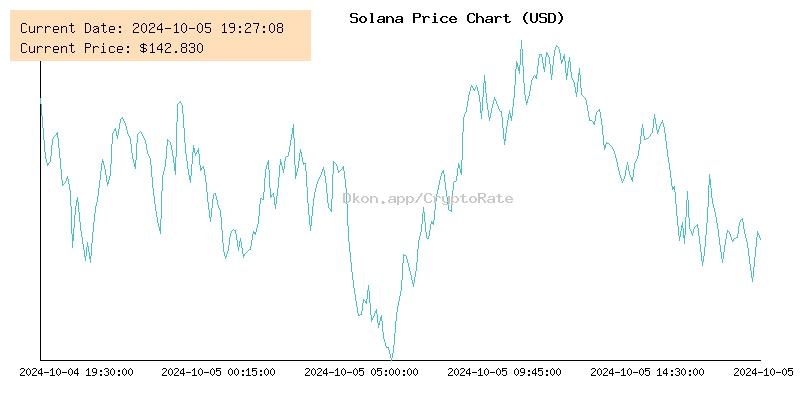 Solana Price Chart (USD)
Current Date: 2024-10-05 19:27:08
Current Price: $142.830
Dkon.app/CryptoRate
2024-10-04 19:30:00 2024-10-05 00:15:00 2024-10-05 05:00:00 2024-10-05 09:45:00 2024-10-05 14:30:00 2024-10-05